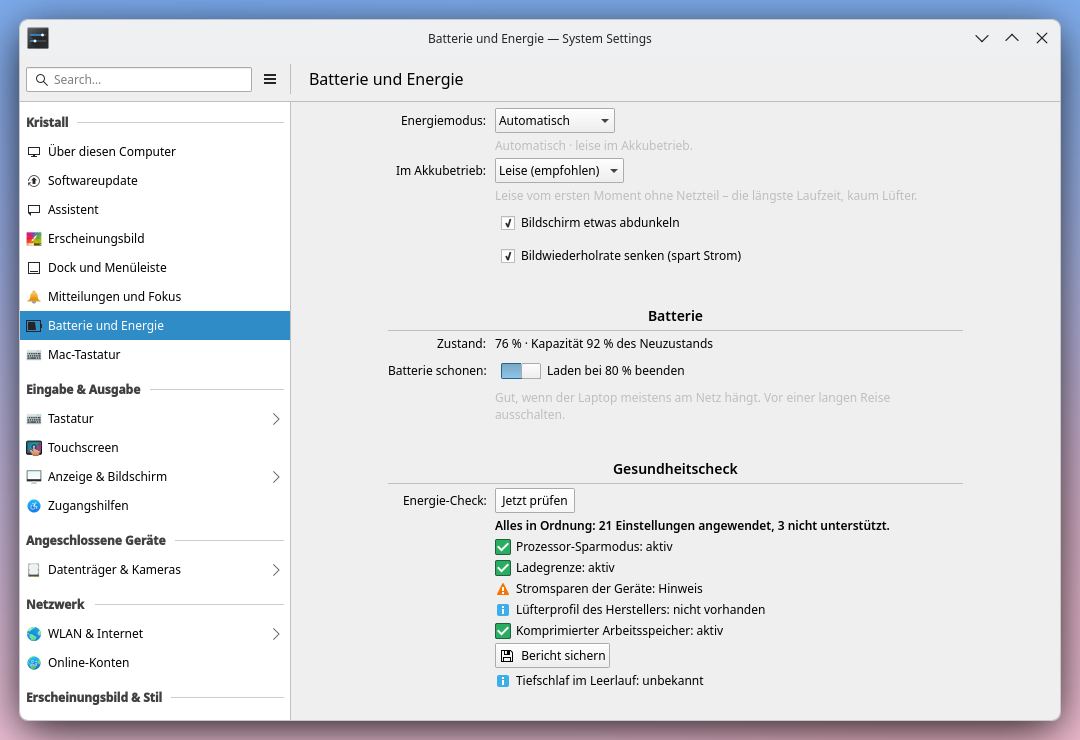 Batterie und Energie — System Settings
Search...
Batterie und Energie
Kristall
Über diesen Computer
Softwareupdate
Assistent
Erscheinungsbild
Dock und Menüleiste
Mitteilungen und Fokus
Batterie und Energie
Mac-Tastatur
Eingabe & Ausgabe
Tastatur
Touchscreen
Anzeige & Bildschirm
Zugangshilfen
Angeschlossene Geräte
Datenträger & Kameras
Netzwerk
WLAN & Internet
Online-Konten
Erscheinungsbild & Stil
Energiemodus: Automatisch
Automatisch · leise im Akkubetrieb.
Im Akkubetrieb: Leise (empfohlen)
Leise vom ersten Moment ohne Netzteil – die längste Laufzeit, kaum Lüfter.
Bildschirm etwas abdunkeln
Bildwiederholrate senken (spart Strom)
Batterie
Zustand: 76 % · Kapazität 92 % des Neuzustands
Batterie schonen: Laden bei 80 % beenden
Gut, wenn der Laptop meistens am Netz hängt. Vor einer langen Reise
ausschalten.
Gesundheitscheck
Energie-Check: Jetzt prüfen
Alles in Ordnung: 21 Einstellungen angewendet, 3 nicht unterstützt.
Prozessor-Sparmodus: aktiv
Ladegrenze: aktiv
Stromsparen der Geräte: Hinweis
Lüfterprofil des Herstellers: nicht vorhanden
Komprimierter Arbeitsspeicher: aktiv
Bericht sichern
Tiefschlaf im Leerlauf: unbekannt